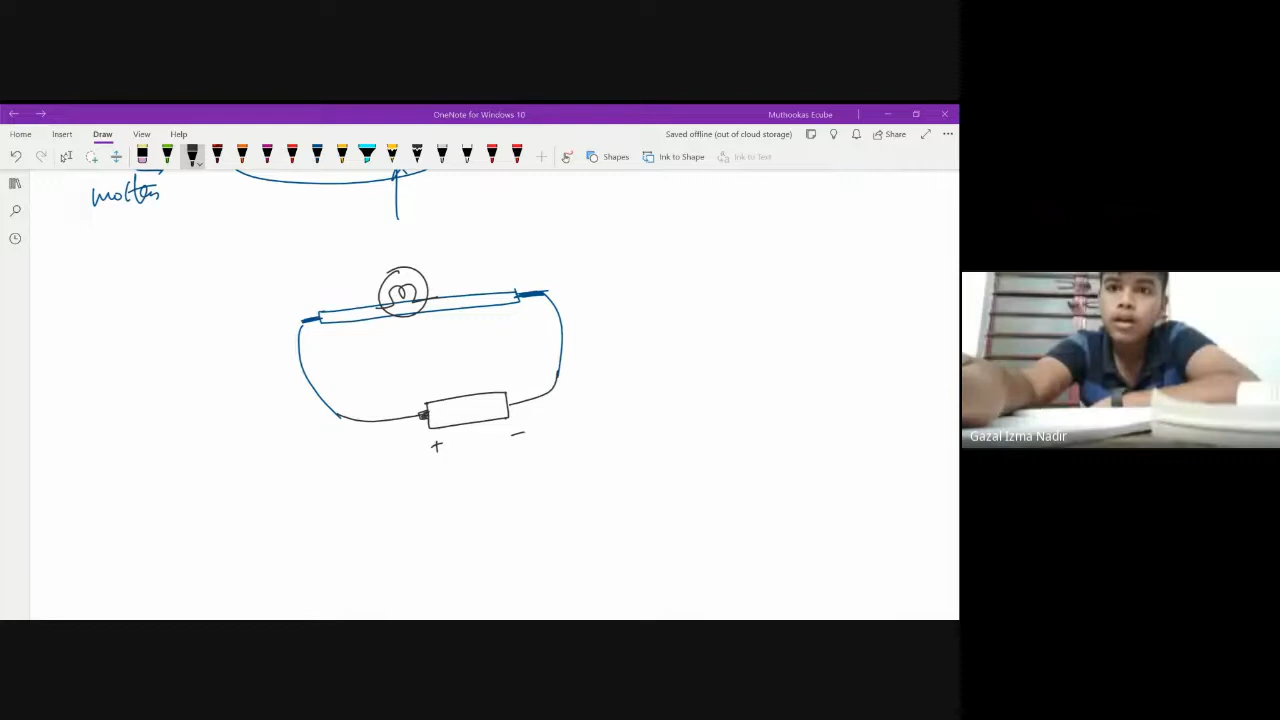 OneNote for Windows 10
Muthookas Ecube
Home Insert Draw View Help
Saved offline (out of cloud storage)
Share
Shapes
Ink to Shape
Ink to Text
molten
+ −
Gazal Izma Nadir